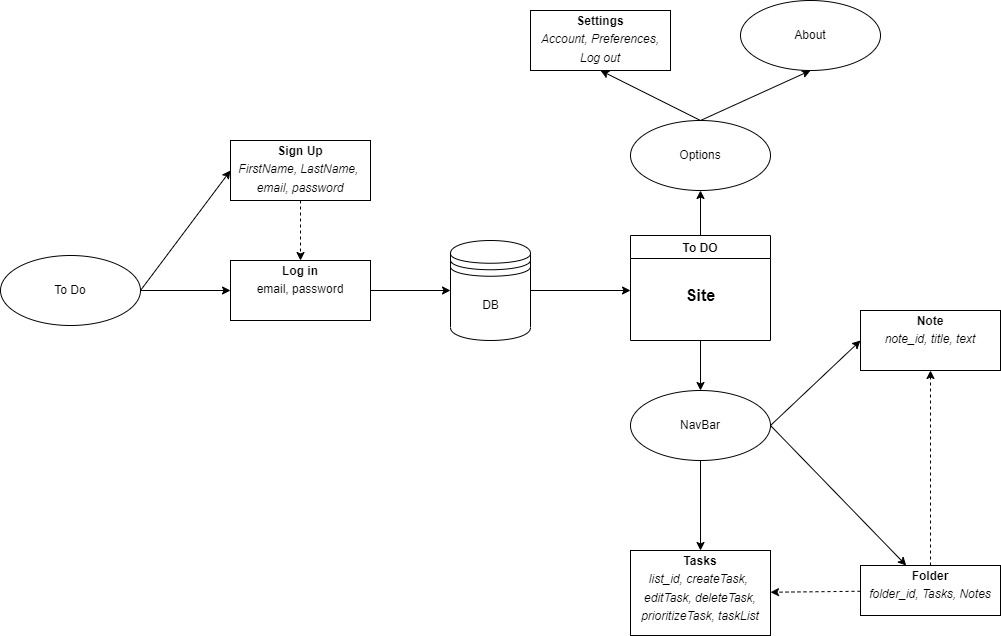 Settings
Account, Preferences,
Log out
About
Options
Sign Up
FirstName, LastName,
email, password
To Do
Log in
email, password
DB
To DO
Site
Note
note_id, title, text
NavBar
Tasks
list_id, createTask,
editTask, deleteTask,
prioritizeTask, taskList
Folder
folder_id, Tasks, Notes